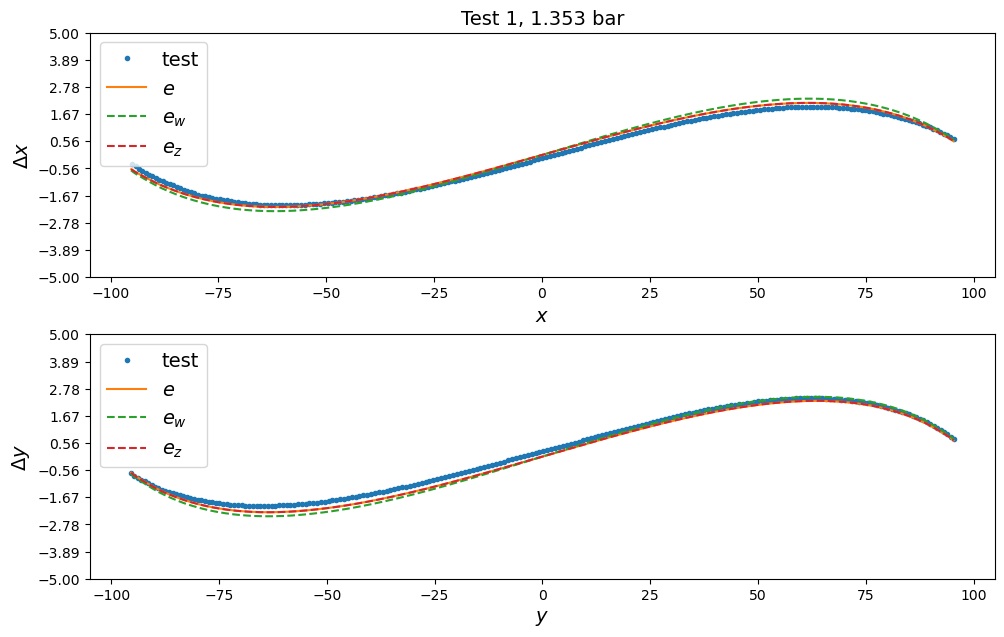 Test 1, 1.353 bar
5.00
3.89
2.78
1.67
0.56
−0.56
−1.67
−2.78
−3.89
−5.00
Δx
test
e
e_w
e_z
−100 −75 −50 −25 0 25 50 75 100
x
5.00
3.89
2.78
1.67
0.56
−0.56
−1.67
−2.78
−3.89
−5.00
Δy
test
e
e_w
e_z
−100 −75 −50 −25 0 25 50 75 100
y